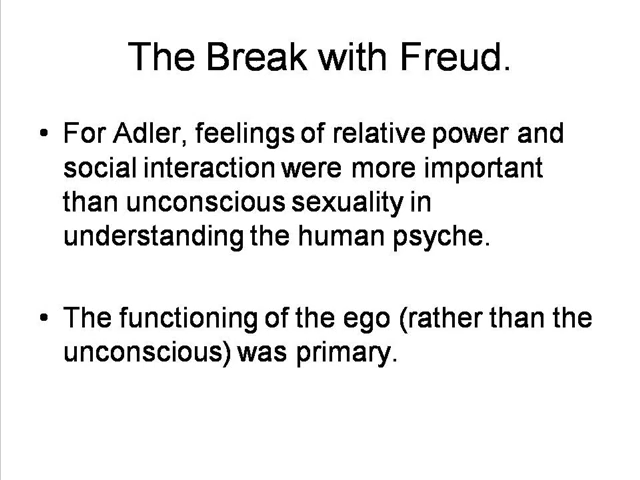 The Break with Freud.
• For Adler, feelings of relative power and
social interaction were more important
than unconscious sexuality in
understanding the human psyche.
• The functioning of the ego (rather than the
unconscious) was primary.